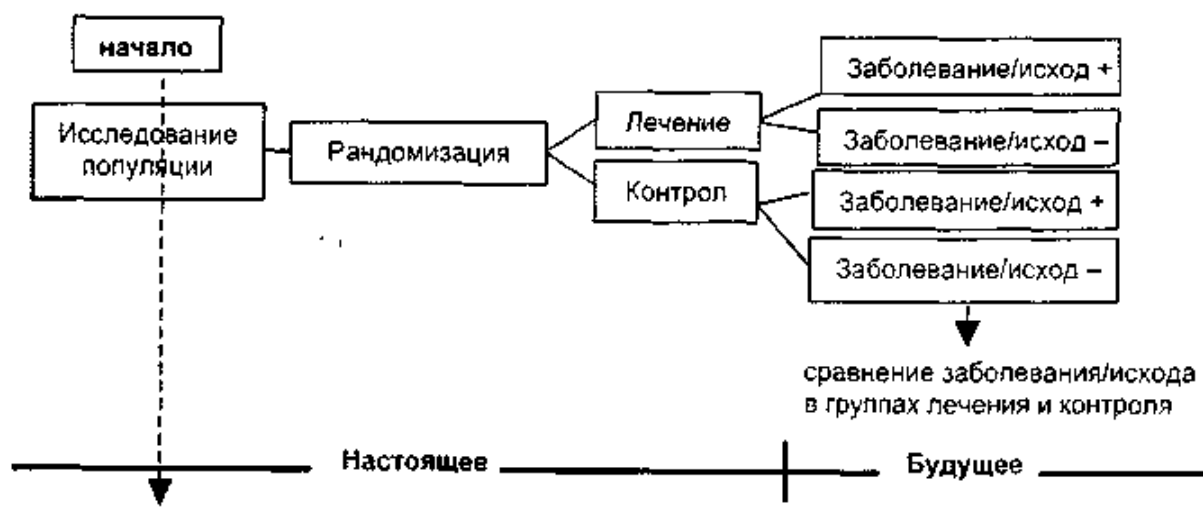 начало
Исследование
популяции
Рандомизация
Лечение
Контрол
Заболевание/исход +
Заболевание/исход –
Заболевание/исход +
Заболевание/исход –
сравнение заболевания/исхода
в группах лечения и контроля
Настоящее
Будущее